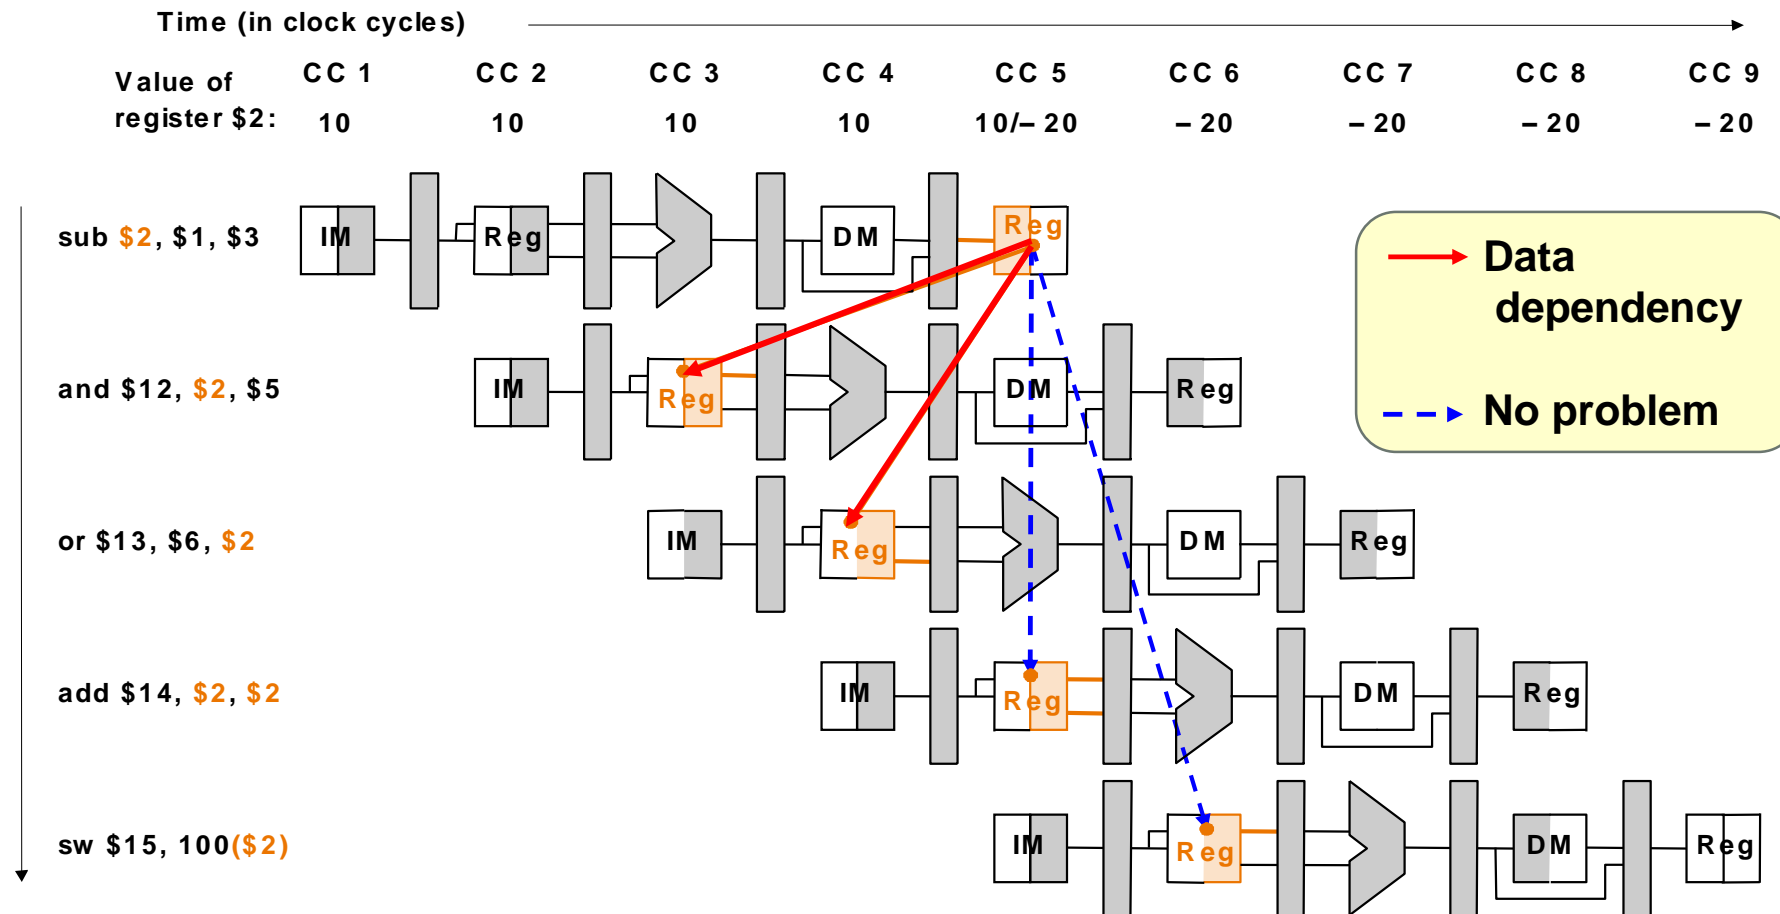 Time (in clock cycles)
CC 1 CC 2 CC 3 CC 4 CC 5 CC 6 CC 7 CC 8 CC 9
Value of
register $2: 10 10 10 10 10/– 20 – 20 – 20 – 20 – 20
sub $2, $1, $3 IM Reg DM Reg
Data
dependency
and $12, $2, $5 IM Reg DM Reg
No problem
or $13, $6, $2 IM Reg DM Reg
add $14, $2, $2 IM Reg DM Reg
sw $15, 100($2) IM Reg DM Reg